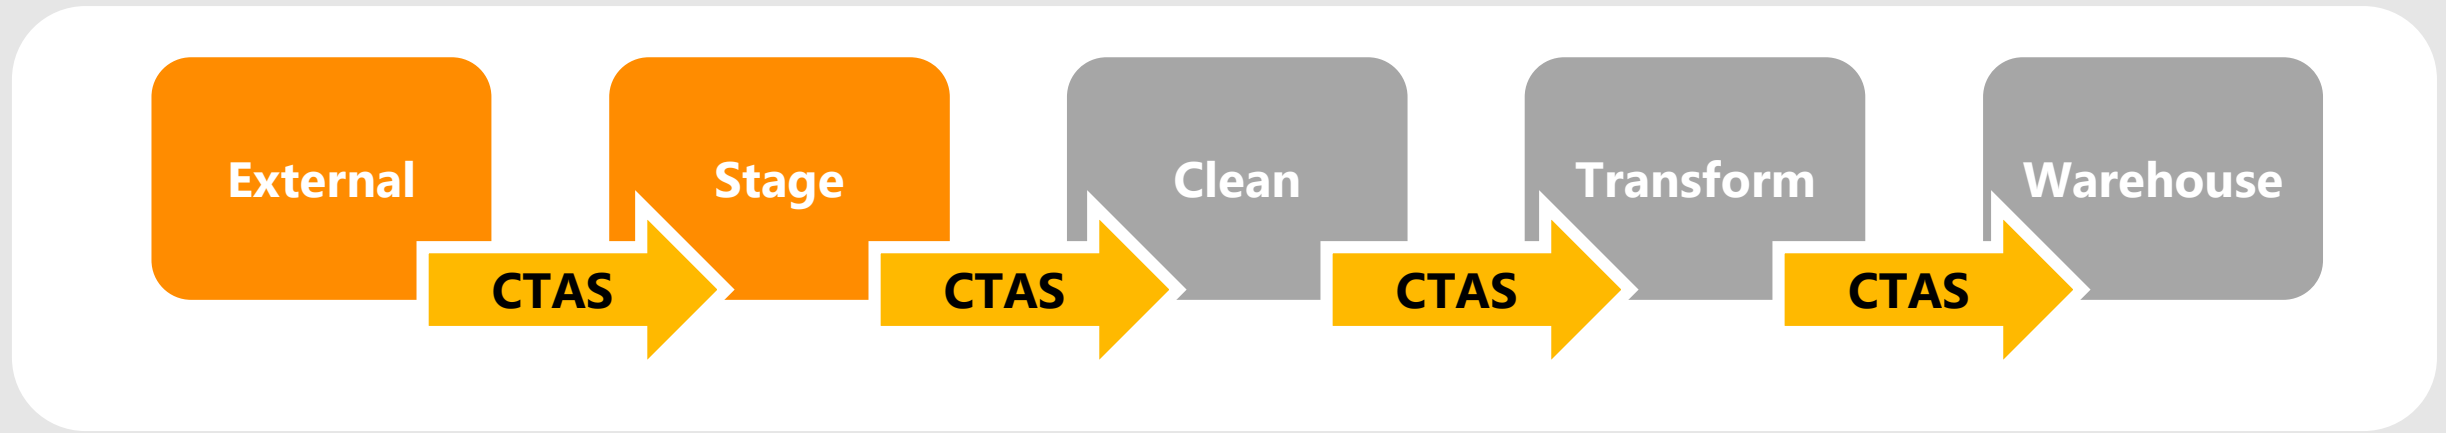 External
Stage
Clean
Transform
Warehouse
CTAS
CTAS
CTAS
CTAS